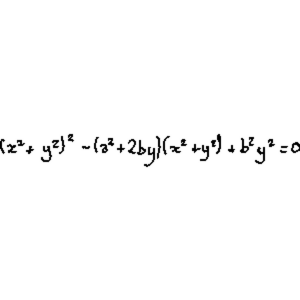 (x² + y²)² - (a² + 2by)(x² + y²) + b²y² = 0